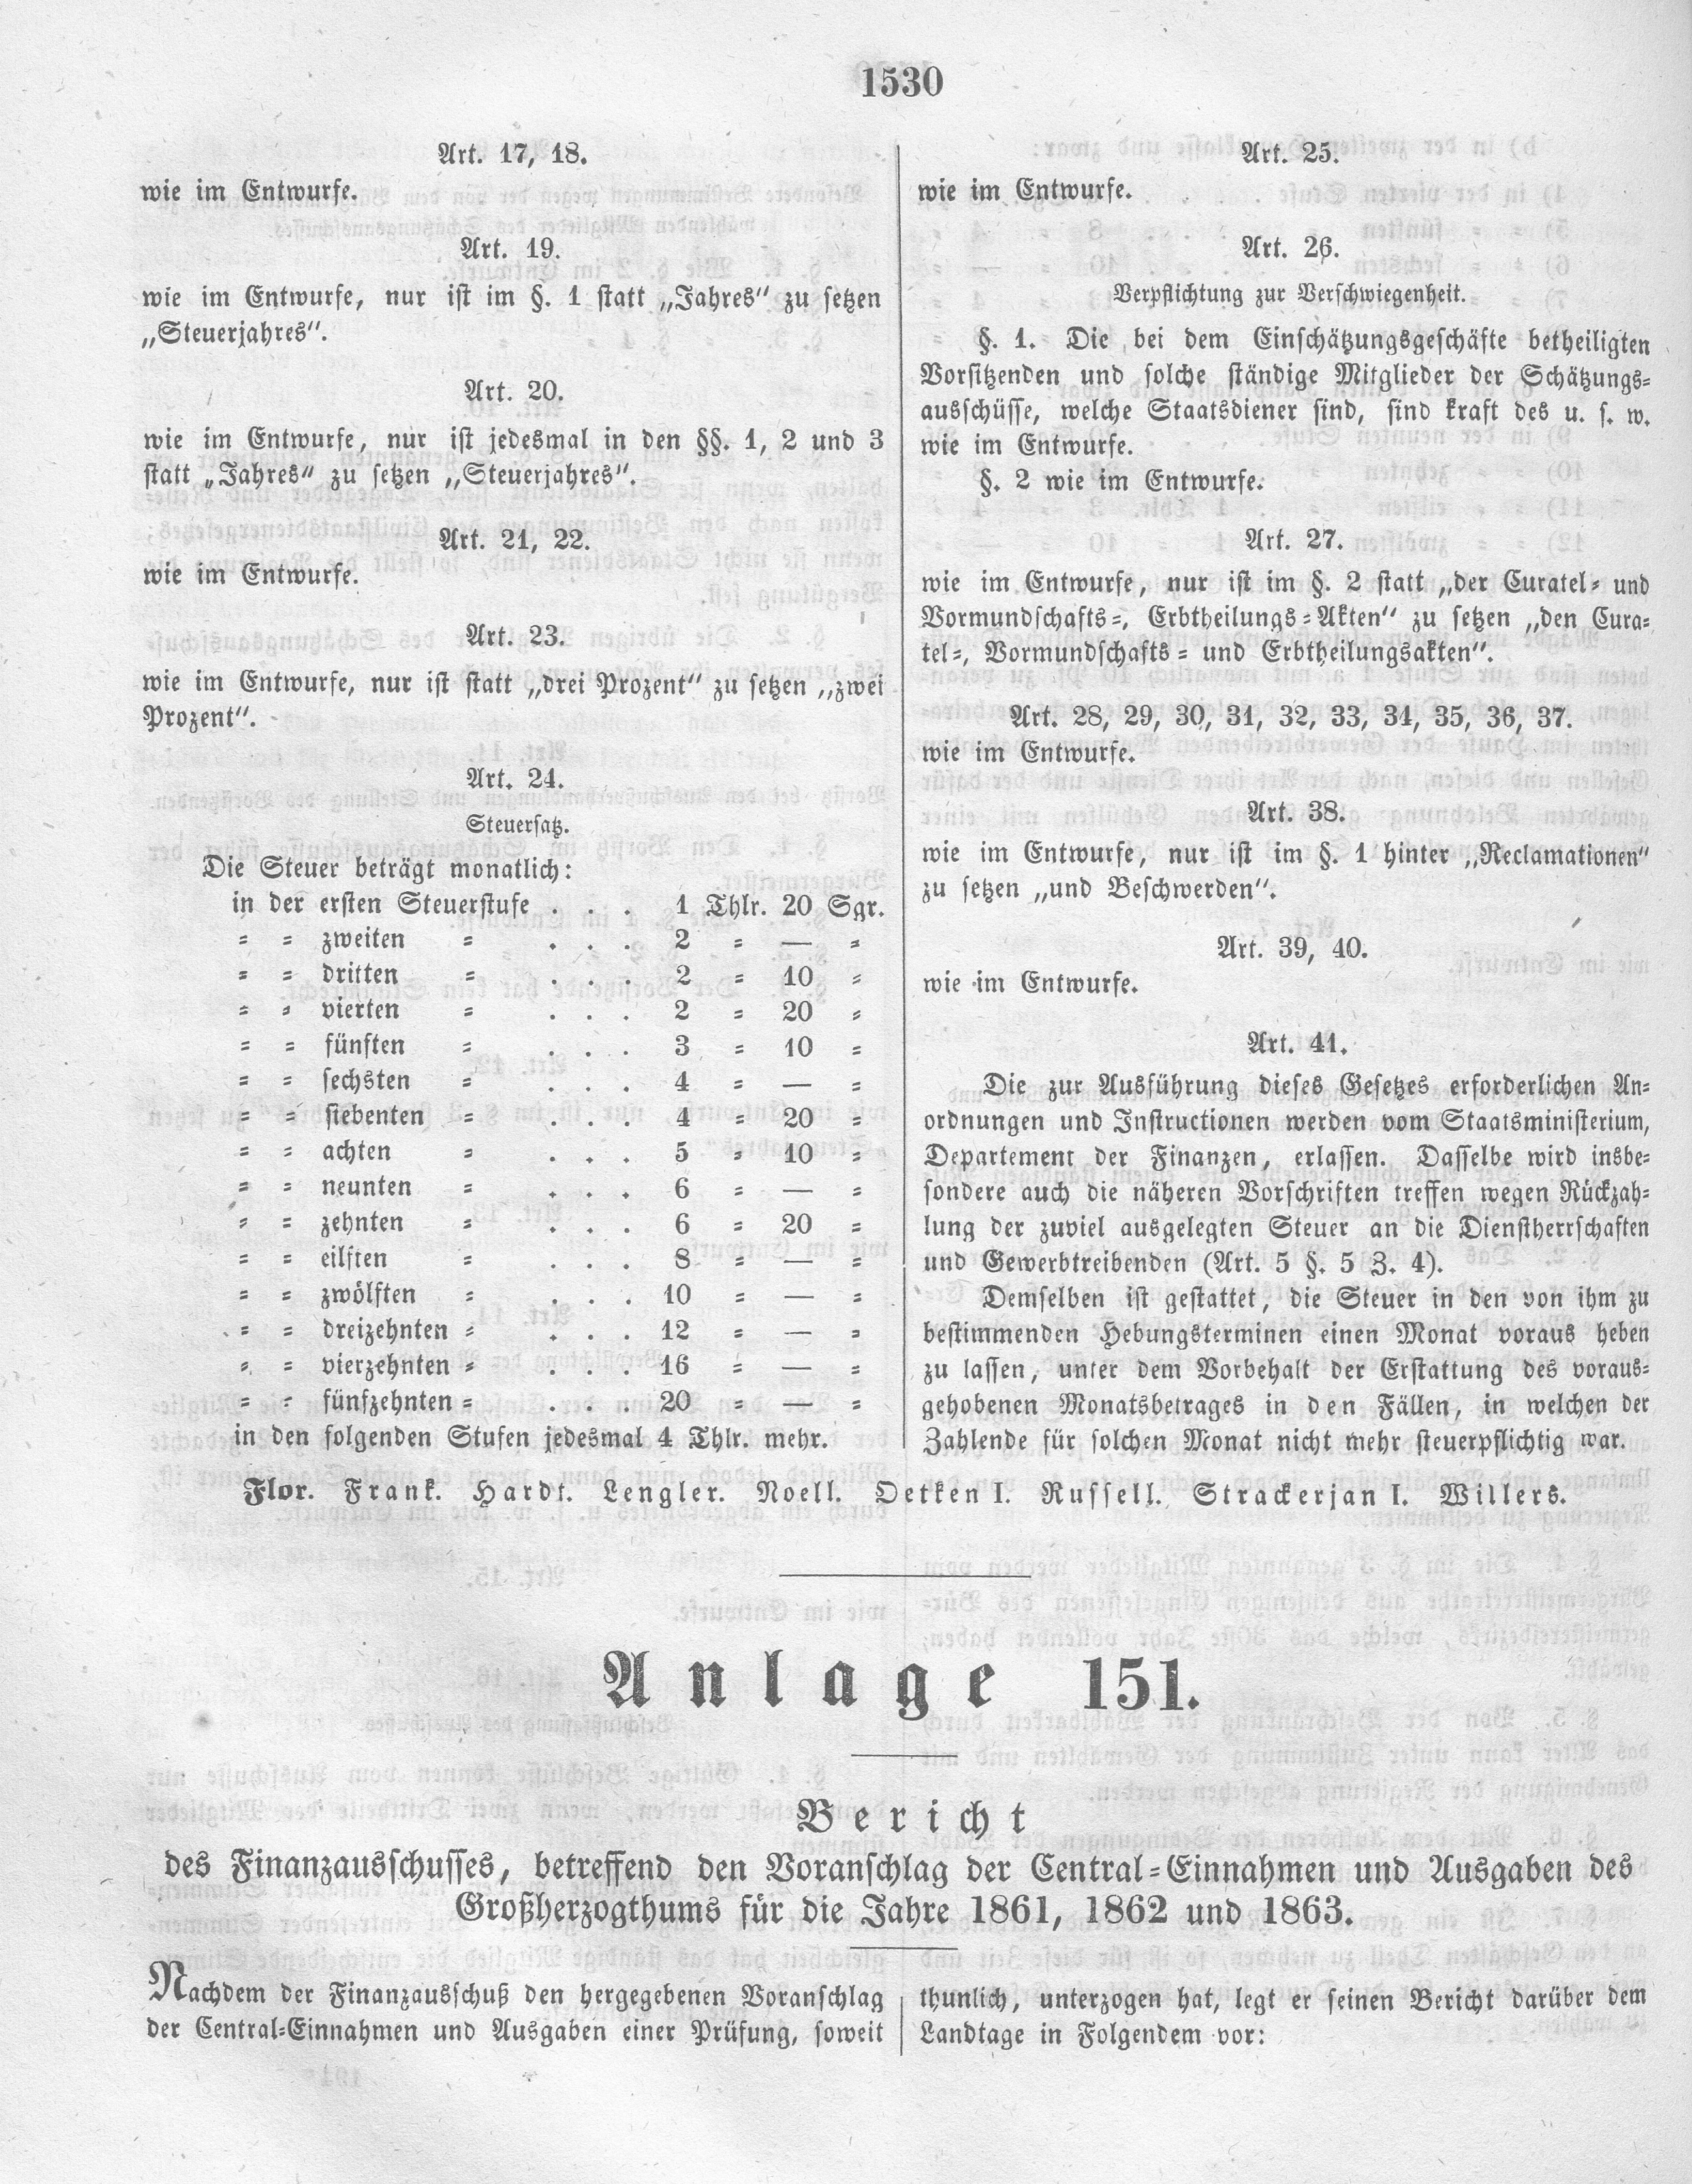 1530
Art. 17, 18.
wie im Entwurfe.
Art. 19.
wie im Entwurfe, nur ist im §. 1 statt „Jahres“ zu setzen
„Steuerjahres“.
Art. 20.
wie im Entwurfe, nur ist jedesmal in den §§. 1, 2 und 3
statt „Jahres“ zu setzen „Steuerjahres“.
Art. 21, 22.
wie im Entwurfe.
Art. 23.
wie im Entwurfe, nur ist statt „drei Prozent“ zu setzen „zwei
Prozent“.
Art. 24.
Steuersatz.
Die Steuer beträgt monatlich:
in der ersten Steuerstufe . . . 1 Thlr. 20 Sgr.
= = zweiten = . . . 2 = — =
= = dritten = . . . 2 = 10 =
= = vierten = . . . 2 = 20 =
= = fünften = . . . 3 = 10 =
= = sechsten = . . . 4 = — =
= = siebenten = . . . 4 = 20 =
= = achten = . . . 5 = 10 =
= = neunten = . . . 6 = — =
= = zehnten = . . . 6 = 20 =
= = eilften = . . . 8 = — =
= = zwölften = . . . 10 = — =
= = dreizehnten = . . . 12 = — =
= = vierzehnten = . . . 16 = — =
= = fünfzehnten = . . . 20 = — =
in den folgenden Stufen jedesmal 4 Thlr. mehr.
Art. 25.
wie im Entwurfe.
Art. 26.
Verpflichtung zur Verschwiegenheit.
§. 1. Die bei dem Einschätzungsgeschäfte betheiligten
Vorsitzenden und solche ständige Mitglieder der Schätzungs=
ausschüsse, welche Staatsdiener sind, sind kraft des u. s. w.
wie im Entwurfe.
§. 2 wie im Entwurfe.
Art. 27.
wie im Entwurfe, nur ist im §. 2 statt „der Curatel= und
Vormundschafts=, Erbtheilungs=Akten“ zu setzen „den Cura=
tel=, Vormundschafts= und Erbtheilungsakten“.
Art. 28, 29, 30, 31, 32, 33, 34, 35, 36, 37.
wie im Entwurfe.
Art. 38.
wie im Entwurfe, nur ist im §. 1 hinter „Reclamationen“
zu setzen „und Beschwerden“.
Art. 39, 40.
wie im Entwurfe.
Art. 41.
Die zur Ausführung dieses Gesetzes erforderlichen An=
ordnungen und Instructionen werden vom Staatsministerium,
Departement der Finanzen, erlassen. Dasselbe wird insbe=
sondere auch die näheren Vorschriften treffen wegen Rückzah=
lung der zuviel ausgelegten Steuer an die Dienstherrschaften
und Gewerbtreibenden (Art. 5 §. 5 Z. 4).
Demselben ist gestattet, die Steuer in den von ihm zu
bestimmenden Hebungsterminen einen Monat voraus heben
zu lassen, unter dem Vorbehalt der Erstattung des voraus=
gehobenen Monatsbetrages in den Fällen, in welchen der
Zahlende für solchen Monat nicht mehr steuerpflichtig war.
Flor. Frank. Hardt. Lengler. Noell. Oetken I. Russell. Strackerjan I. Willers.
Anlage 151.
Bericht
des Finanzausschusses, betreffend den Voranschlag der Central=Einnahmen und Ausgaben des
Großherzogthums für die Jahre 1861, 1862 und 1863.
Nachdem der Finanzausschuß den hergegebenen Voranschlag
der Central=Einnahmen und Ausgaben einer Prüfung, soweit
thunlich, unterzogen hat, legt er seinen Bericht darüber dem
Landtage in Folgendem vor: